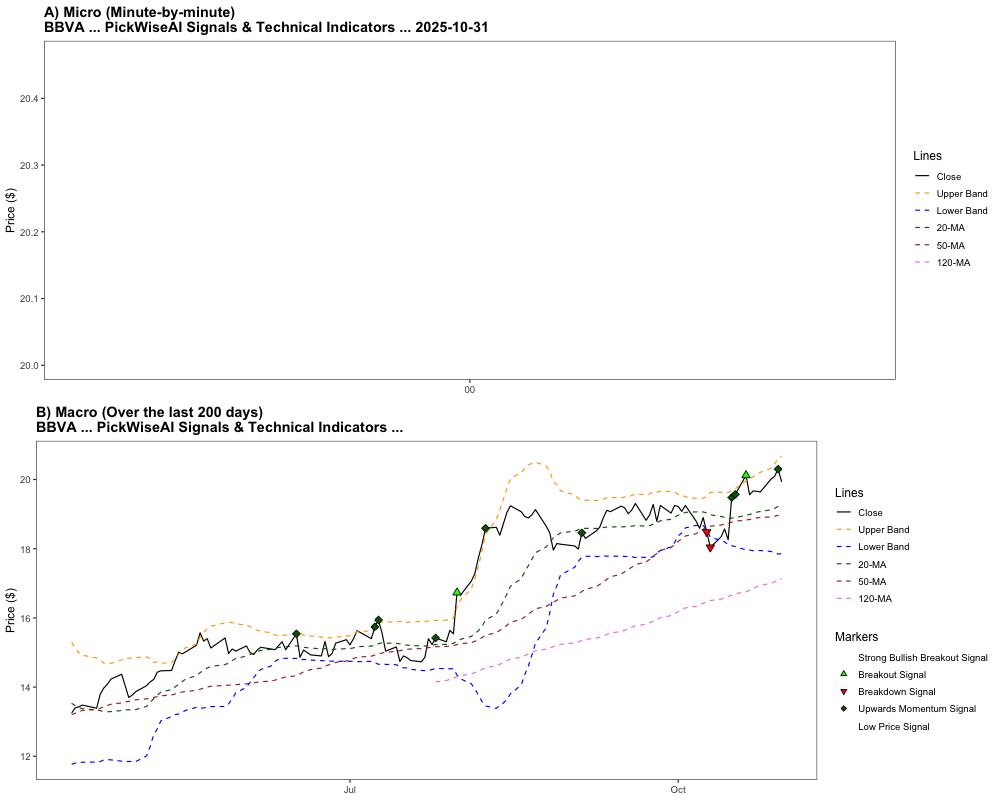 A) Micro (Minute-by-minute)
BBVA ... PickWiseAI Signals & Technical Indicators ... 2025-10-31
Price ($)
20.4
20.3
20.2
20.1
20.0
00
Lines
Close
Upper Band
Lower Band
20-MA
50-MA
120-MA
B) Macro (Over the last 200 days)
BBVA ... PickWiseAI Signals & Technical Indicators ...
Price ($)
20
18
16
14
12
Jul
Oct
Lines
Close
Upper Band
Lower Band
20-MA
50-MA
120-MA
Markers
Strong Bullish Breakout Signal
Breakout Signal
Breakdown Signal
Upwards Momentum Signal
Low Price Signal